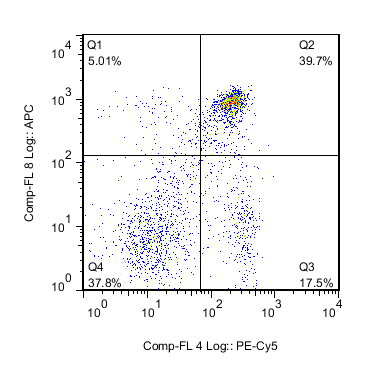 Q1
5.01%
Q2
39.7%
Q4
37.8%
Q3
17.5%
10^4
10^3
10^2
10^1
10^0
10^0 10^1 10^2 10^3 10^4
Comp-FL 8 Log:: APC
Comp-FL 4 Log:: PE-Cy5